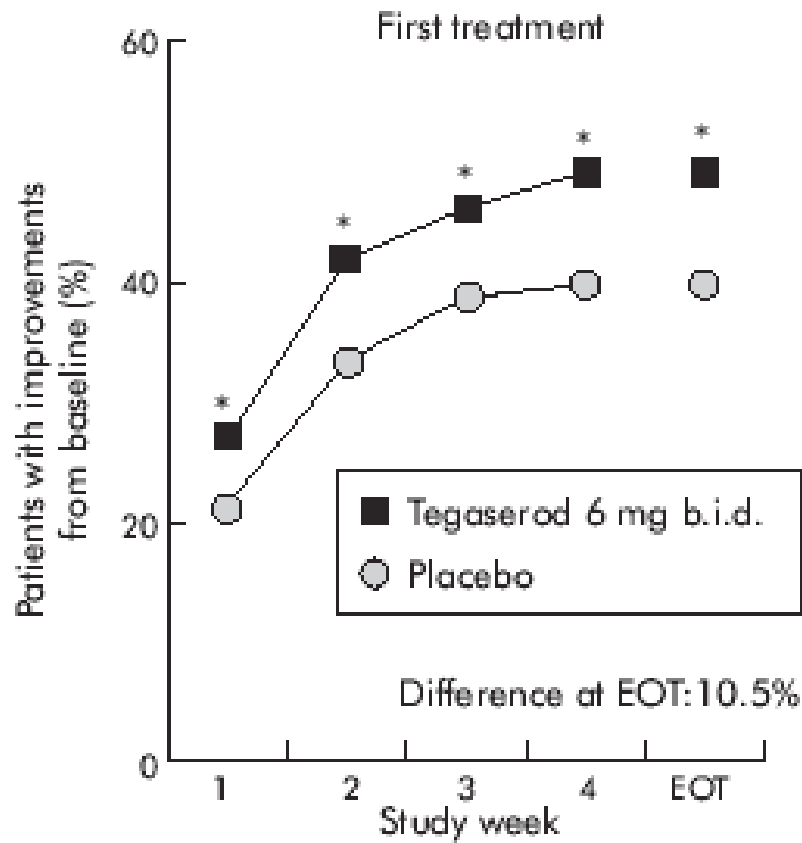 First treatment
60
40
20
0
Patients with improvements
from baseline (%)
*
*
*
*
*
Tegaserod 6 mg b.i.d.
Placebo
Difference at EOT:10.5%
1 2 3 4 EOT
Study week